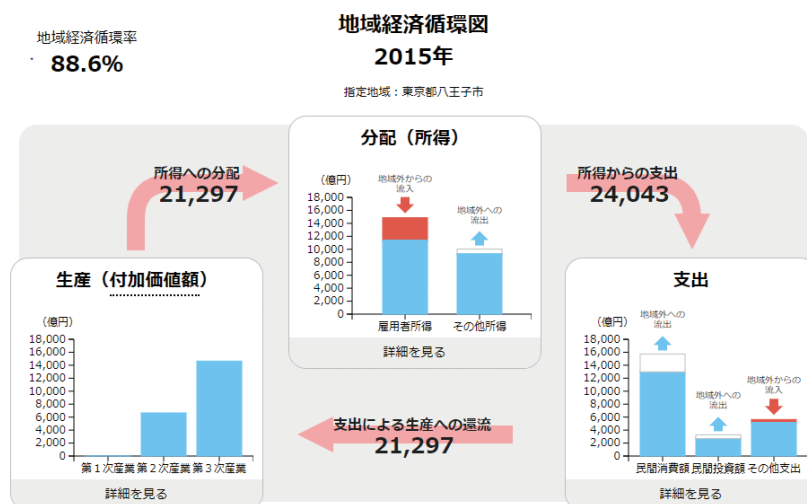 地域経済循環図
2015年
指定地域：東京都八王子市
地域経済循環率
88.6%
生産（付加価値額）
（億円）
18,000
16,000
14,000
12,000
10,000
8,000
6,000
4,000
2,000
0
第１次産業 第２次産業 第３次産業
詳細を見る
所得への分配
21,297
分配（所得）
（億円）
地域外からの
流入
地域外への
流出
18,000
16,000
14,000
12,000
10,000
8,000
6,000
4,000
2,000
0
雇用者所得 その他所得
詳細を見る
所得からの支出
24,043
支出
（億円）
地域外への
流出
地域外への
流出
地域外からの
流入
18,000
16,000
14,000
12,000
10,000
8,000
6,000
4,000
2,000
0
民間消費額 民間投資額 その他支出
詳細を見る
支出による生産への還流
21,297